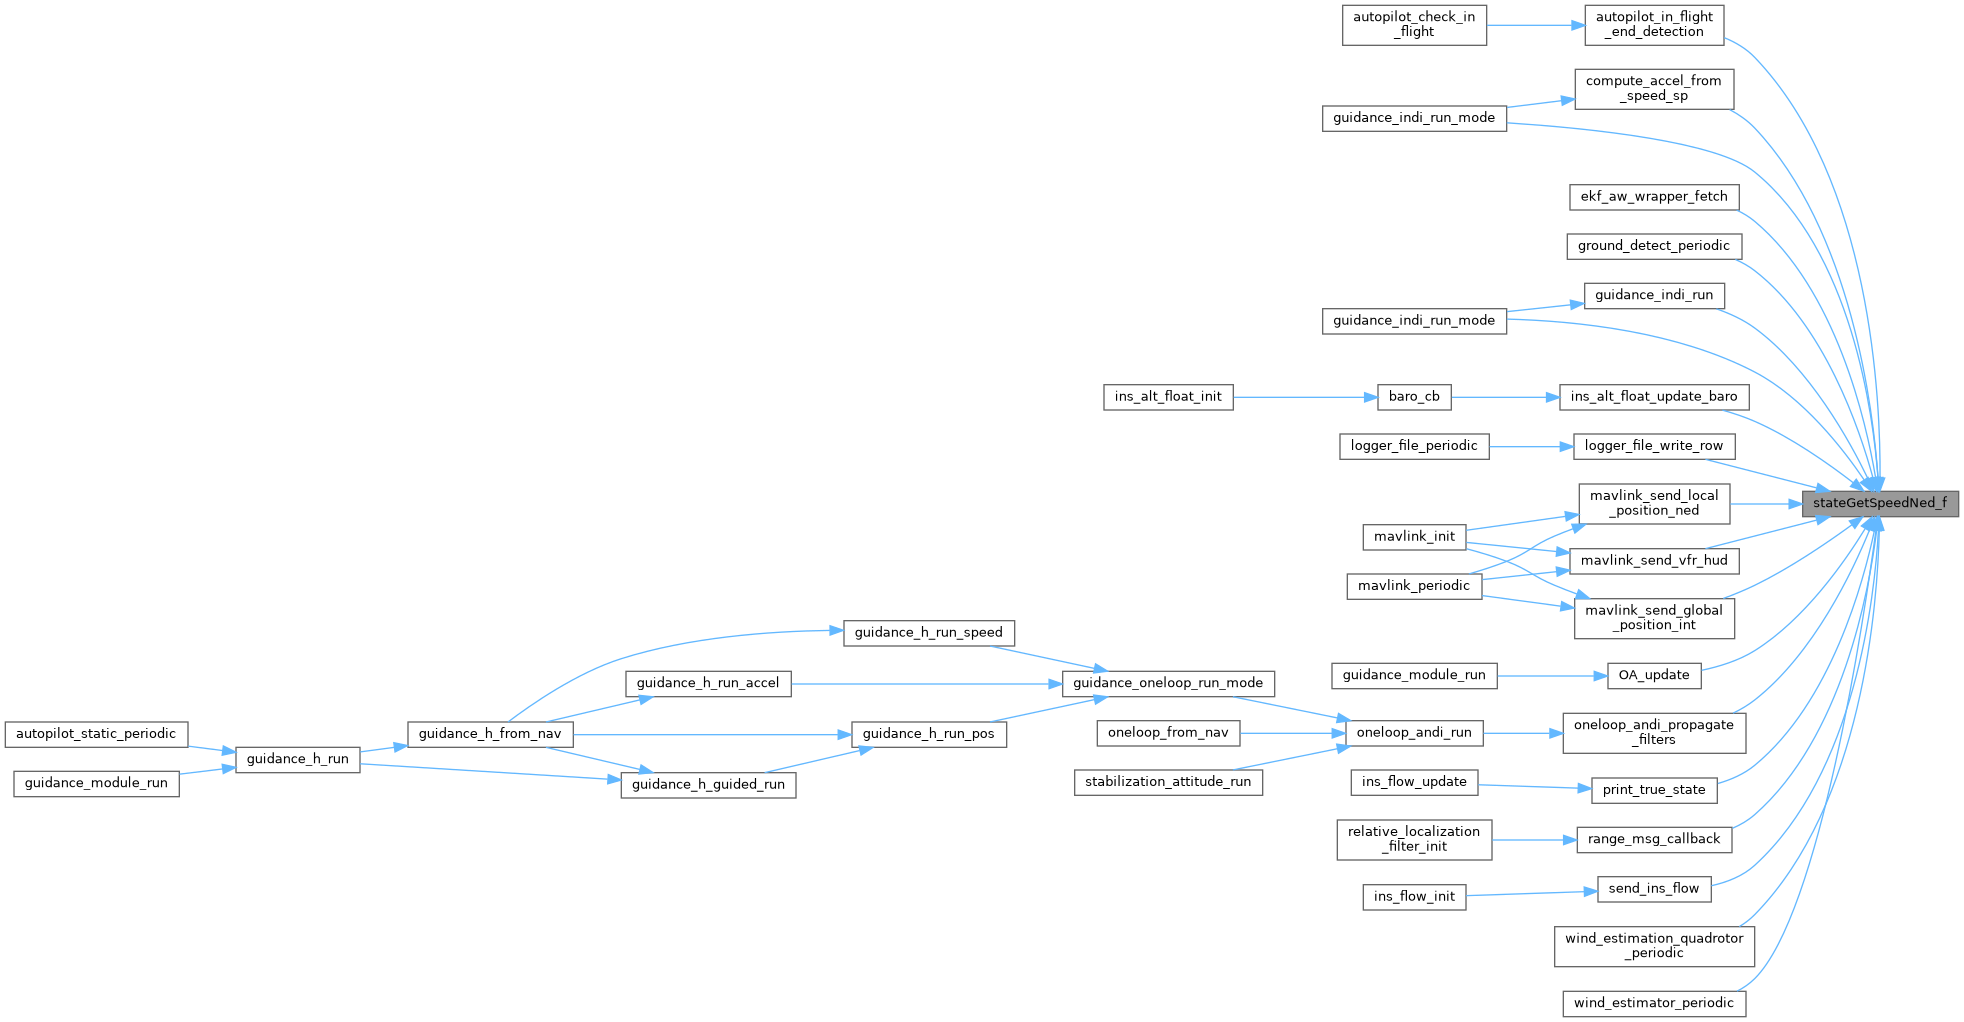 autopilot_check_in
_flight
autopilot_in_flight
_end_detection
compute_accel_from
_speed_sp
guidance_indi_run_mode
ekf_aw_wrapper_fetch
ground_detect_periodic
guidance_indi_run
guidance_indi_run_mode
ins_alt_float_init
baro_cb
ins_alt_float_update_baro
logger_file_periodic
logger_file_write_row
stateGetSpeedNed_f
mavlink_send_local
_position_ned
mavlink_init
mavlink_send_vfr_hud
mavlink_periodic
mavlink_send_global
_position_int
guidance_h_run_speed
guidance_module_run
OA_update
guidance_h_run_accel
guidance_oneloop_run_mode
autopilot_static_periodic
guidance_h_from_nav
guidance_h_run_pos
oneloop_from_nav
oneloop_andi_run
oneloop_andi_propagate
_filters
guidance_h_run
guidance_module_run
guidance_h_guided_run
stabilization_attitude_run
ins_flow_update
print_true_state
relative_localization
_filter_init
range_msg_callback
ins_flow_init
send_ins_flow
wind_estimation_quadrotor
_periodic
wind_estimator_periodic